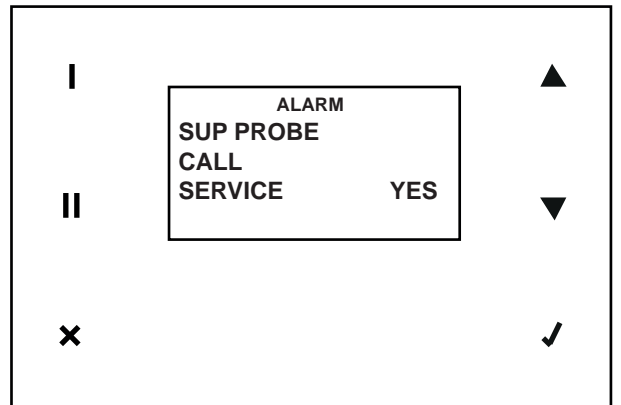 I
ALARM
SUP PROBE
CALL
SERVICE YES
II